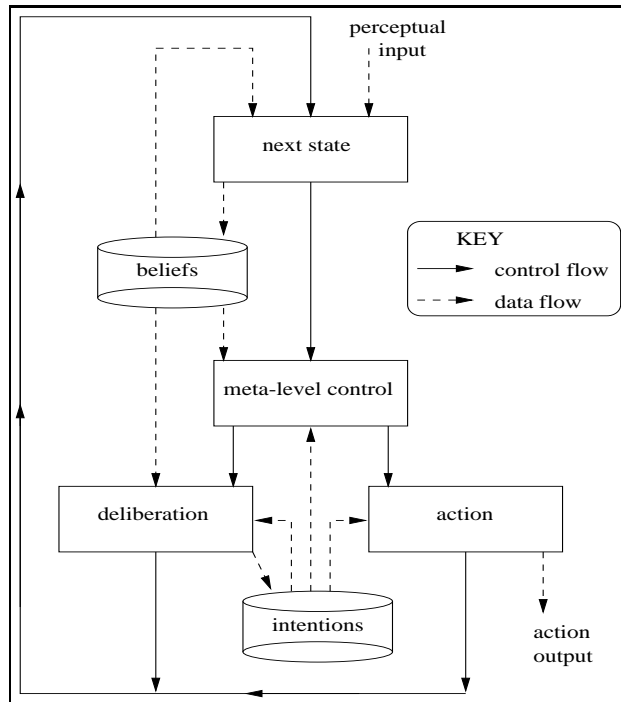 perceptual
input
next state
KEY
control flow
data flow
beliefs
meta-level control
deliberation
action
intentions
action
output